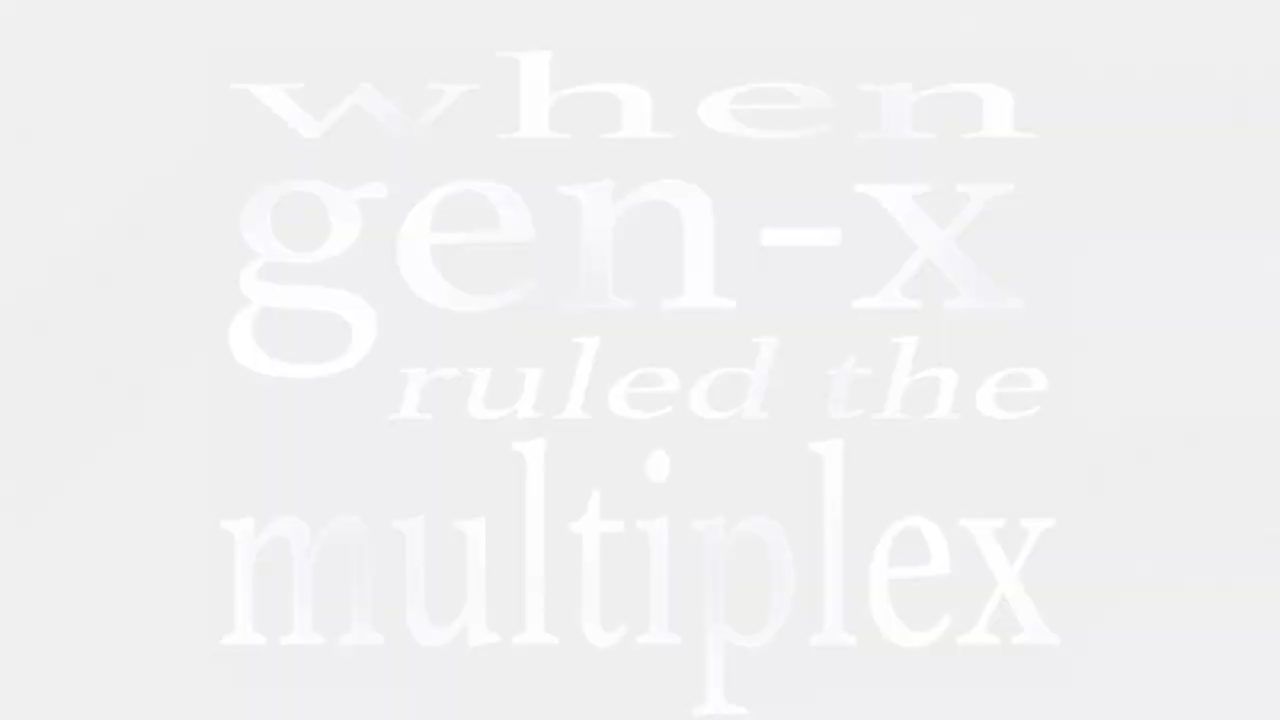 when
gen-x
ruled the
multiplex